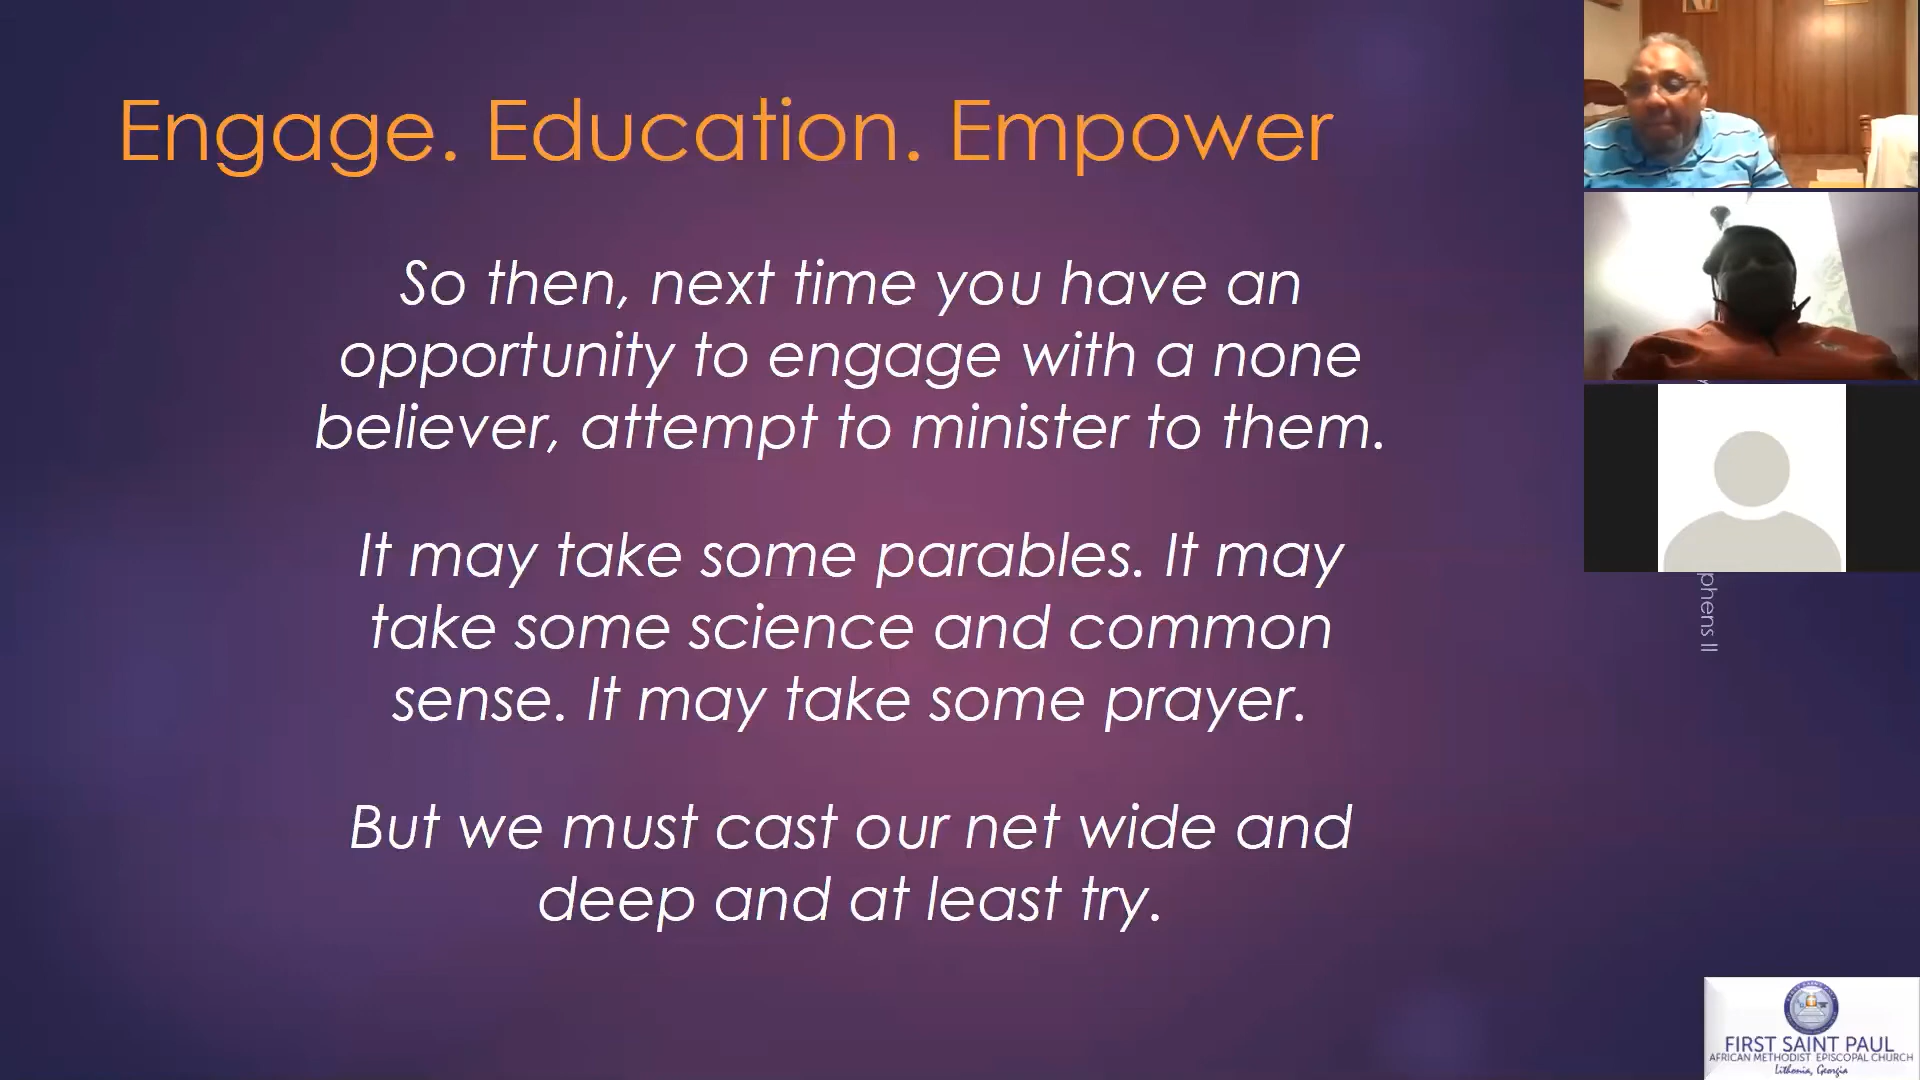 Engage. Education. Empower
So then, next time you have an
opportunity to engage with a none
believer, attempt to minister to them.
It may take some parables. It may
take some science and common
sense. It may take some prayer.
But we must cast our net wide and
deep and at least try.
phens II
FIRST SAINT PAUL
AFRICAN METHODIST EPISCOPAL CHURCH
Lithonia, Georgia